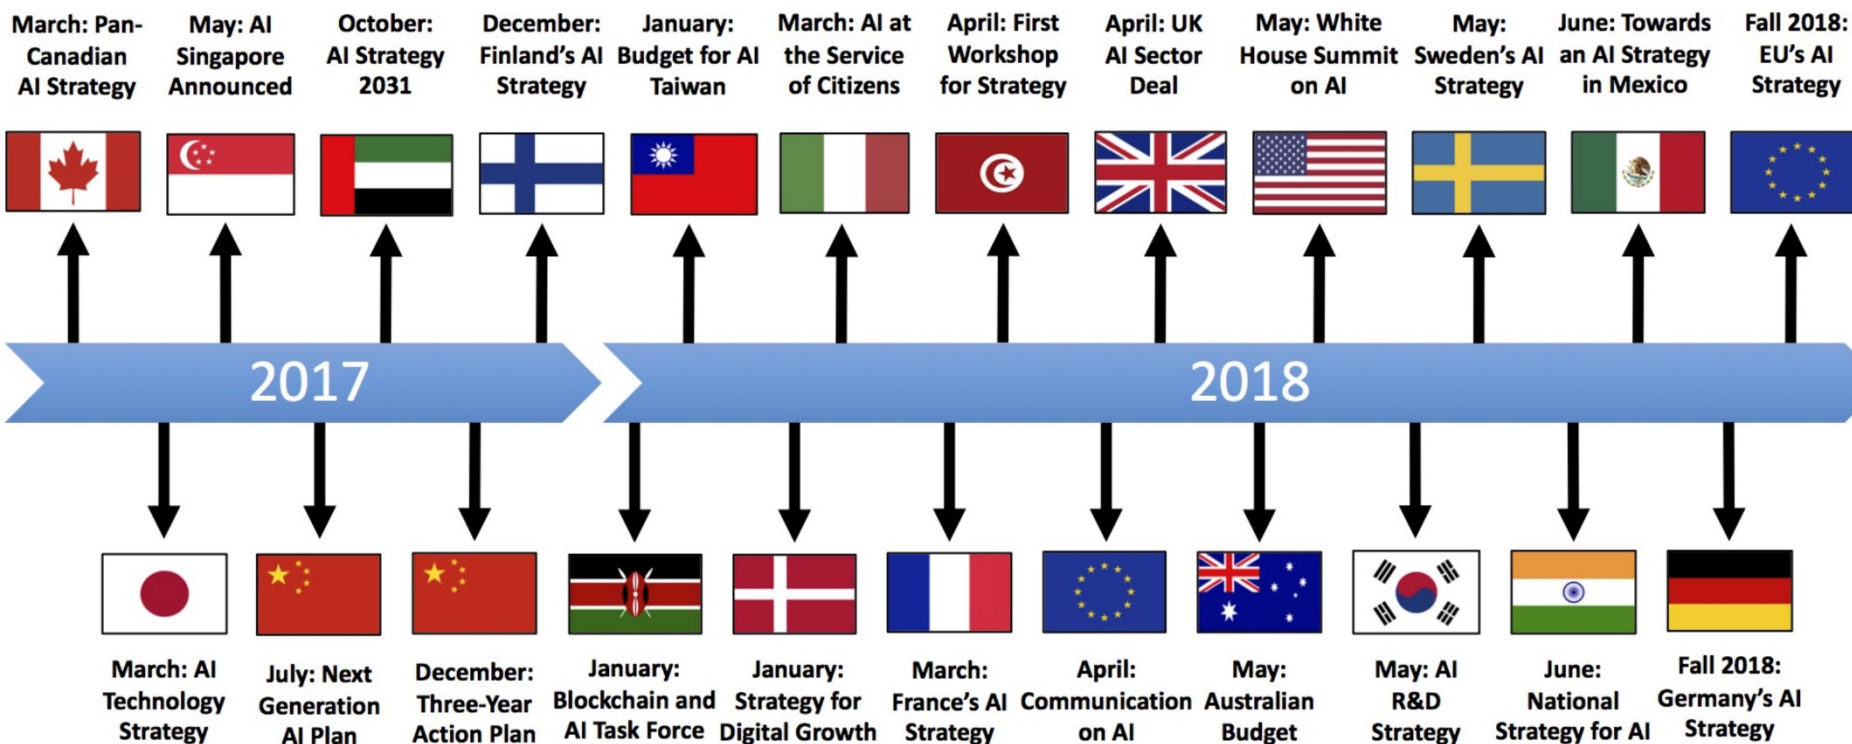 March: Pan-
Canadian
AI Strategy
May: AI
Singapore
Announced
October:
AI Strategy
2031
December:
Finland's AI
Strategy
January:
Budget for AI
Taiwan
March: AI at
the Service
of Citizens
April: First
Workshop
for Strategy
April: UK
AI Sector
Deal
May: White
House Summit
on AI
May:
Sweden's AI
Strategy
June: Towards
an AI Strategy
in Mexico
Fall 2018:
EU's AI
Strategy
2017
2018
March: AI
Technology
Strategy
July: Next
Generation
AI Plan
December:
Three-Year
Action Plan
January:
Blockchain and
AI Task Force
January:
Strategy for
Digital Growth
March:
France's AI
Strategy
April:
Communication
on AI
May:
Australian
Budget
May: AI
R&D
Strategy
June:
National
Strategy for AI
Fall 2018:
Germany's AI
Strategy